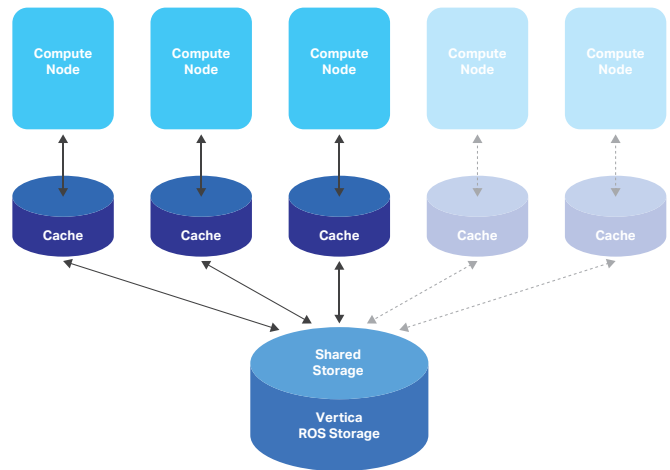 Compute
Node
Compute
Node
Compute
Node
Compute
Node
Compute
Node
Cache
Cache
Cache
Cache
Cache
Shared
Storage
Vertica
ROS Storage